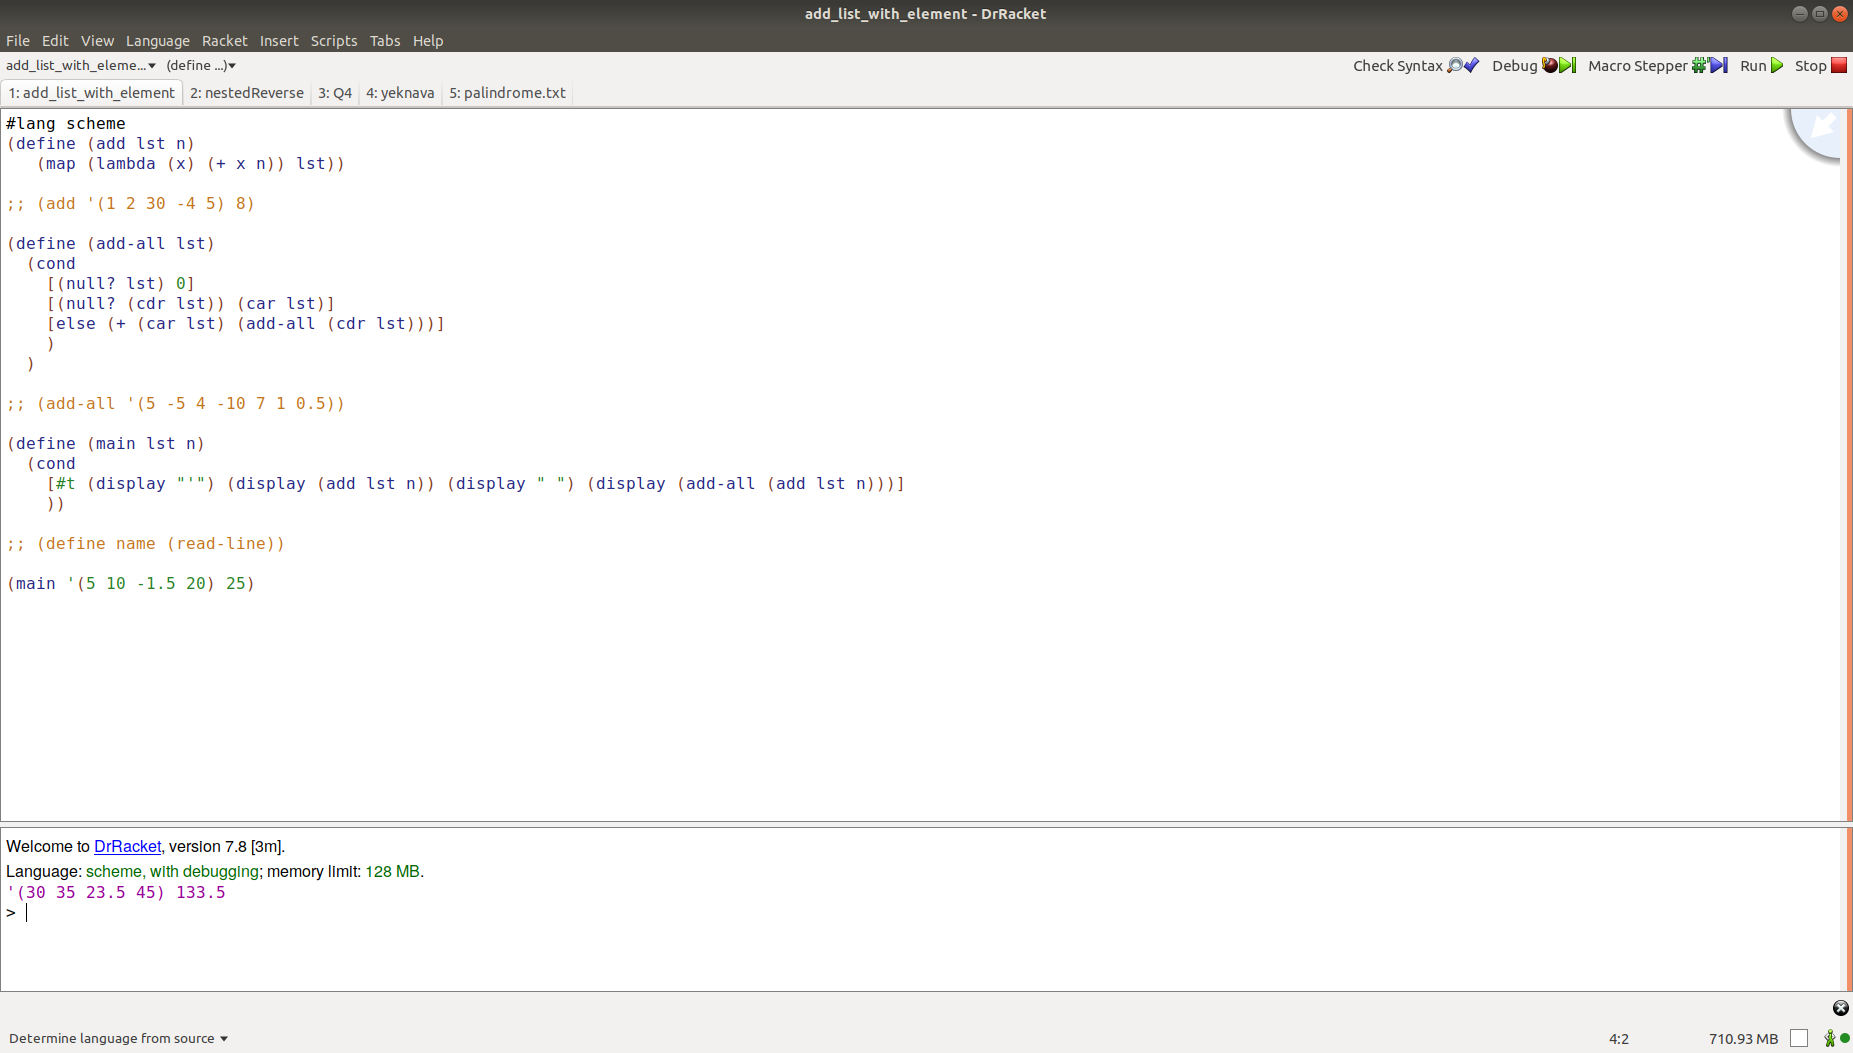 add_list_with_element - DrRacket
File Edit View Language Racket Insert Scripts Tabs Help
add_list_with_eleme...▾ (define ...)▾ Check Syntax Debug Macro Stepper Run Stop
1: add_list_with_element 2: nestedReverse 3: Q4 4: yeknava 5: palindrome.txt
#lang scheme
(define (add lst n)
   (map (lambda (x) (+ x n)) lst))
;; (add '(1 2 30 -4 5) 8)
(define (add-all lst)
  (cond
    [(null? lst) 0]
    [(null? (cdr lst)) (car lst)]
    [else (+ (car lst) (add-all (cdr lst)))]
    )
  )
;; (add-all '(5 -5 4 -10 7 1 0.5))
(define (main lst n)
  (cond
    [#t (display "'") (display (add lst n)) (display " ") (display (add-all (add lst n)))]
    ))
;; (define name (read-line))
(main '(5 10 -1.5 20) 25)
Welcome to DrRacket, version 7.8 [3m].
Language: scheme, with debugging; memory limit: 128 MB.
'(30 35 23.5 45) 133.5
>
Determine language from source ▾ 4:2 710.93 MB